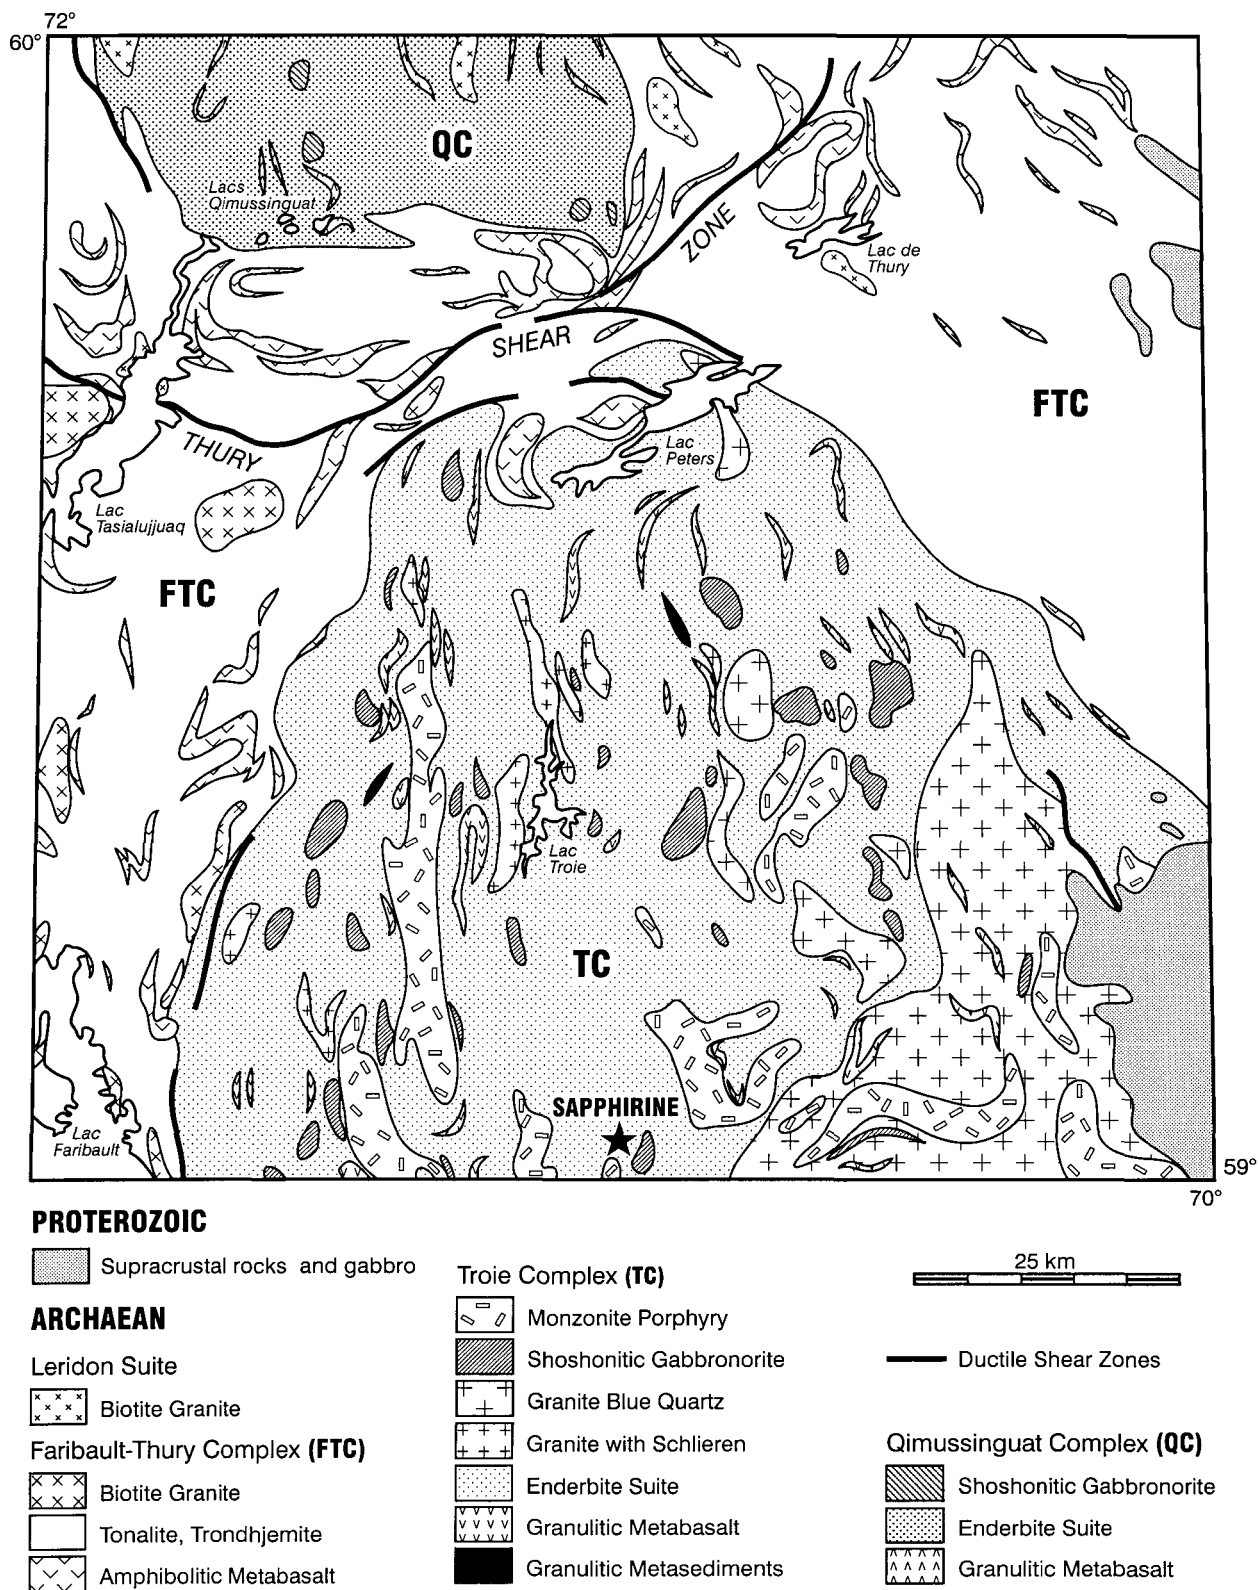 72°
60°
QC
Lacs
Qimussinguat
ZONE
Lac de
Thury
SHEAR
FTC
THURY
Lac
Peters
Lac
Tasialujjuaq
FTC
Lac
Troie
TC
SAPPHIRINE
Lac
Faribault
59°
70°
PROTEROZOIC
Supracrustal rocks and gabbro
ARCHAEAN
Leridon Suite
Biotite Granite
Faribault-Thury Complex (FTC)
Biotite Granite
Tonalite, Trondhjemite
Amphibolitic Metabasalt
Troie Complex (TC)
Monzonite Porphyry
Shoshonitic Gabbronorite
Granite Blue Quartz
Granite with Schlieren
Enderbite Suite
Granulitic Metabasalt
Granulitic Metasediments
25 km
Ductile Shear Zones
Qimussinguat Complex (QC)
Shoshonitic Gabbronorite
Enderbite Suite
Granulitic Metabasalt